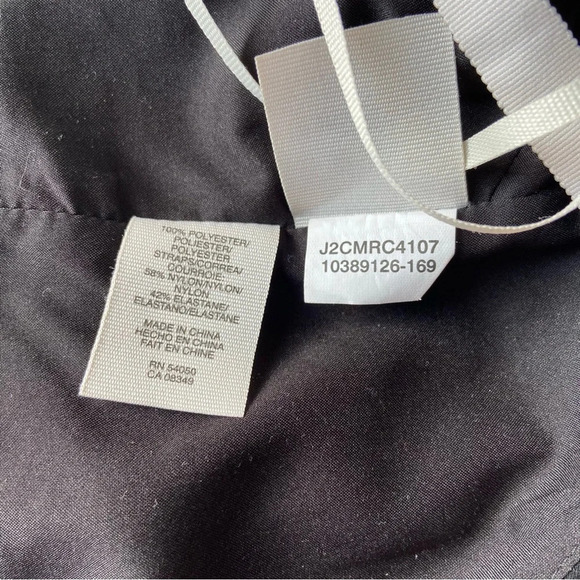 100% POLYESTER/
POLIESTER/
POLYESTER
STRAPS/CORREA/
COURROIE:
58% NYLON/NYLON/
NYLON
42% ELASTANE/
ELASTANO/ELASTANE
MADE IN CHINA
HECHO EN CHINA
FAIT EN CHINE
RN 54050
CA 08349
J2CMRC4107
10389126-169